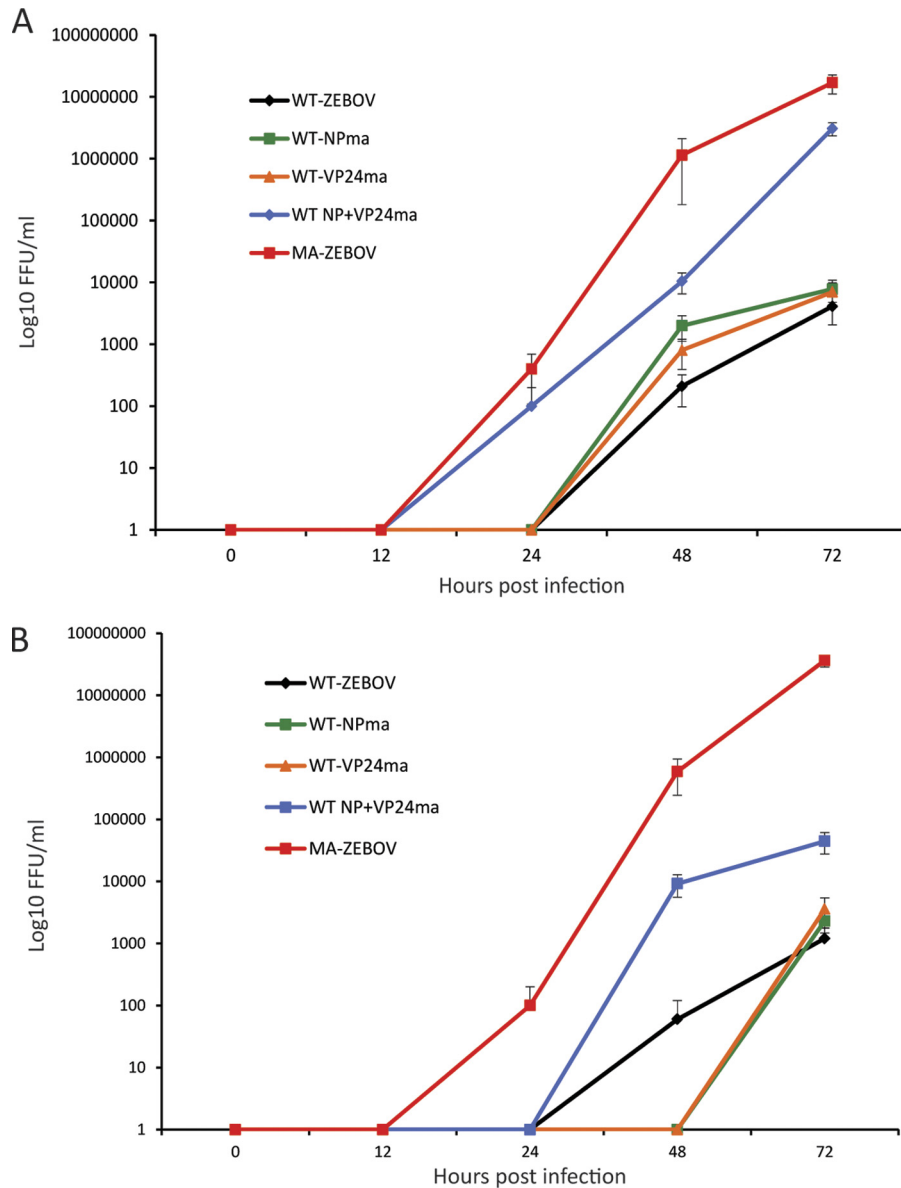 A
100000000
10000000
1000000
100000
10000
1000
100
10
1
Log10 FFU/ml
WT-ZEBOV
WT-NPma
WT-VP24ma
WT NP+VP24ma
MA-ZEBOV
0 12 24 48 72
Hours post infection
B
100000000
10000000
1000000
100000
10000
1000
100
10
1
Log10 FFU/ml
WT-ZEBOV
WT-NPma
WT-VP24ma
WT NP+VP24ma
MA-ZEBOV
0 12 24 48 72
Hours post infection